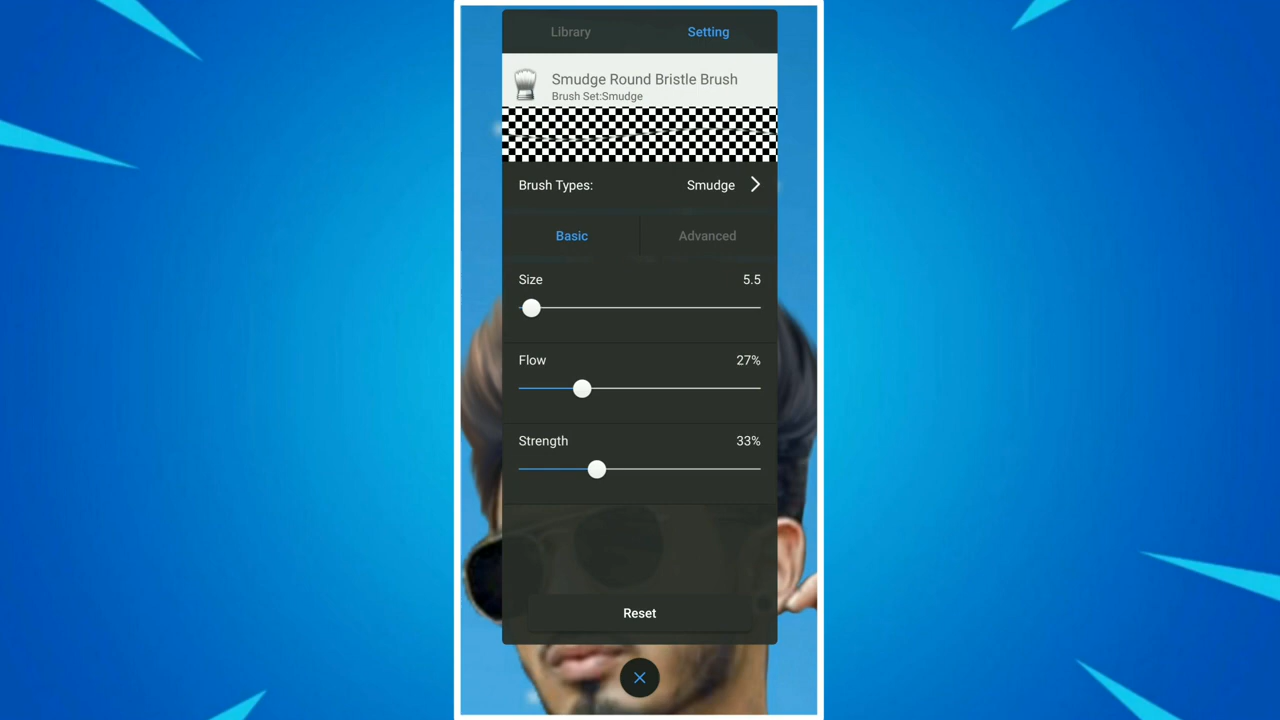 Library Setting
Smudge Round Bristle Brush
Brush Set:Smudge
Brush Types: Smudge
Basic Advanced
Size 5.5
Flow 27%
Strength 33%
Reset